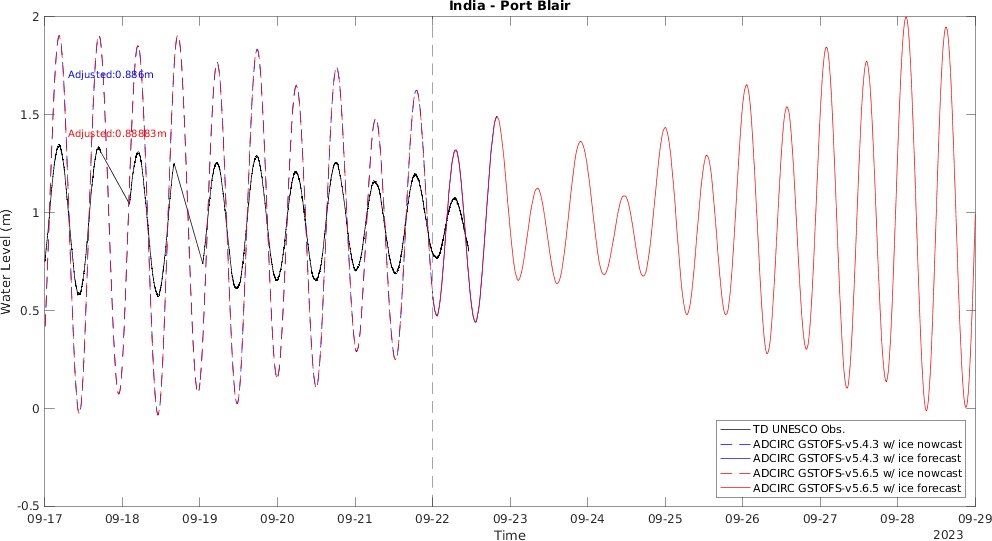 India - Port Blair
2
1.5
1
0.5
0
-0.5
Water Level (m)
Adjusted:0.886m
Adjusted:0.88883m
TD UNESCO Obs.
ADCIRC GSTOFS-v5.4.3 w/ ice nowcast
ADCIRC GSTOFS-v5.4.3 w/ ice forecast
ADCIRC GSTOFS-v5.6.5 w/ ice nowcast
ADCIRC GSTOFS-v5.6.5 w/ ice forecast
09-17 09-18 09-19 09-20 09-21 09-22 09-23 09-24 09-25 09-26 09-27 09-28 09-29
Time
2023